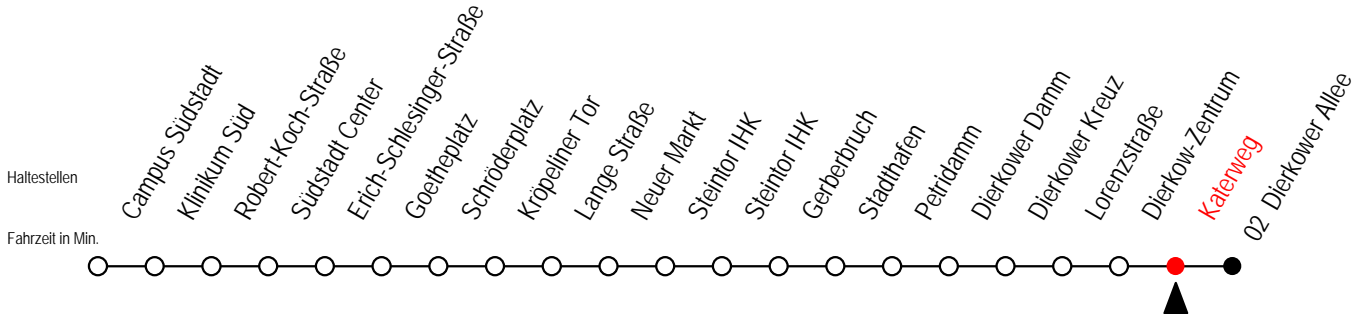 Haltestellen
Fahrzeit in Min.
Campus Südstadt
Klinikum Süd
Robert-Koch-Straße
Südstadt Center
Erich-Schlesinger-Straße
Goetheplatz
Schröderplatz
Kröpeliner Tor
Lange Straße
Neuer Markt
Steintor IHK
Steintor IHK
Gerberbruch
Stadthafen
Petridamm
Dierkower Damm
Dierkower Kreuz
Lorenzstraße
Dierkow-Zentrum
Katerweg
02 Dierkower Allee